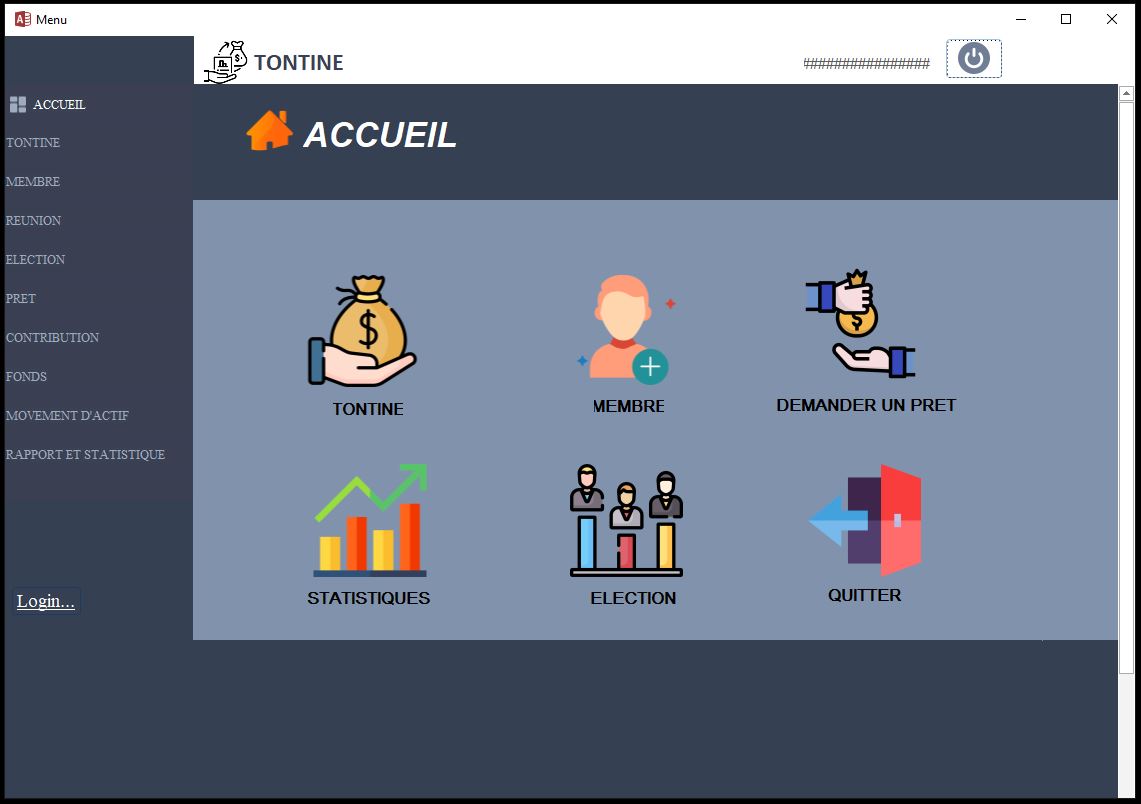 Menu
TONTINE
################
ACCUEIL
TONTINE
MEMBRE
REUNION
ELECTION
PRET
CONTRIBUTION
FONDS
MOVEMENT D'ACTIF
RAPPORT ET STATISTIQUE
Login...
ACCUEIL
TONTINE
MEMBRE
DEMANDER UN PRET
STATISTIQUES
ELECTION
QUITTER